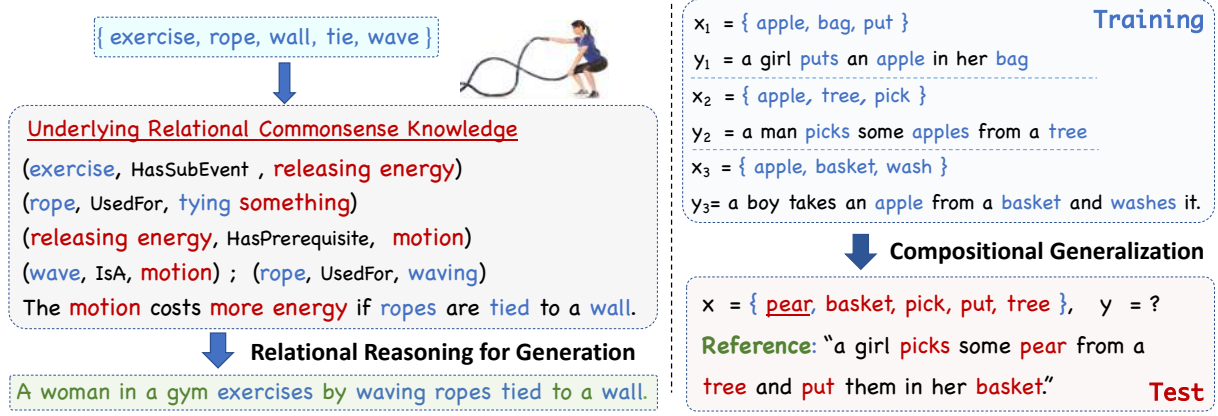 { exercise, rope, wall, tie, wave }
Underlying Relational Commonsense Knowledge
(exercise, HasSubEvent , releasing energy)
(rope, UsedFor, tying something)
(releasing energy, HasPrerequisite, motion)
(wave, IsA, motion) ; (rope, UsedFor, waving)
The motion costs more energy if ropes are tied to a wall.
Relational Reasoning for Generation
A woman in a gym exercises by waving ropes tied to a wall.
Training
x₁ = { apple, bag, put }
y₁ = a girl puts an apple in her bag
x₂ = { apple, tree, pick }
y₂ = a man picks some apples from a tree
x₃ = { apple, basket, wash }
y₃= a boy takes an apple from a basket and washes it.
Compositional Generalization
x = { pear, basket, pick, put, tree }, y = ?
Reference: “a girl picks some pear from a
tree and put them in her basket.”
Test